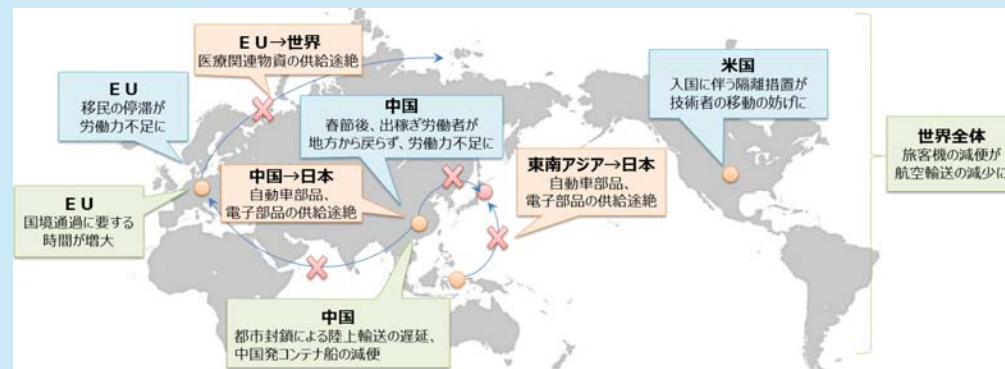 EU→世界
医療関連物資の供給途絶
EU
移民の停滞が
労働力不足に
中国
春節後、出稼ぎ労働者が
地方から戻らず、労働力不足に
米国
入国に伴う隔離措置が
技術者の移動の妨げに
世界全体
旅客機の減便が
航空輸送の減少に
中国→日本
自動車部品、
電子部品の供給途絶
東南アジア→日本
自動車部品、
電子部品の供給途絶
EU
国境通過に要する
時間が増大
中国
都市封鎖による陸上輸送の遅延、
中国発コンテナ船の減便